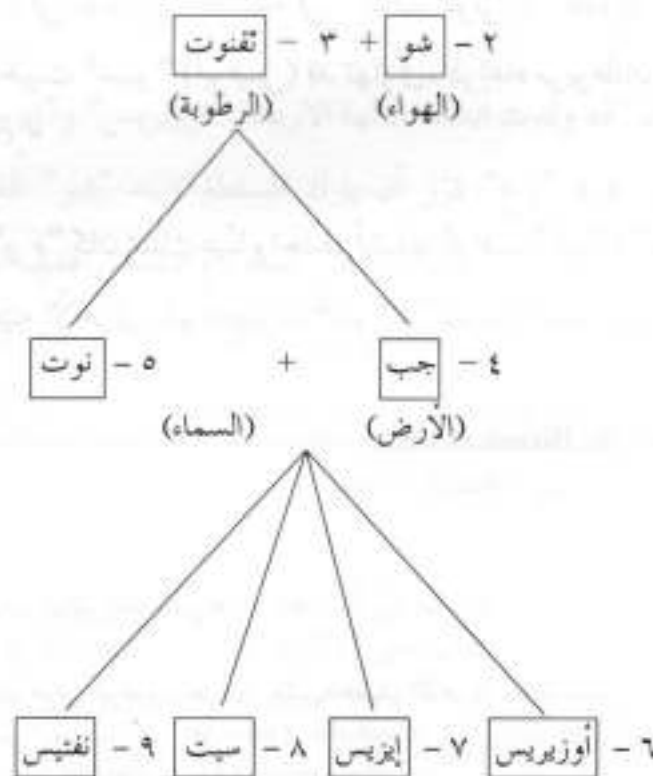 ٢ - شو + ٣ - تفنوت
(الهواء) (الرطوبة)
٤ - جب + ٥ - نوت
(الأرض) (السماء)
٦ - أوزيريس ٧ - إيزيس ٨ - سيت ٩ - نفتيس